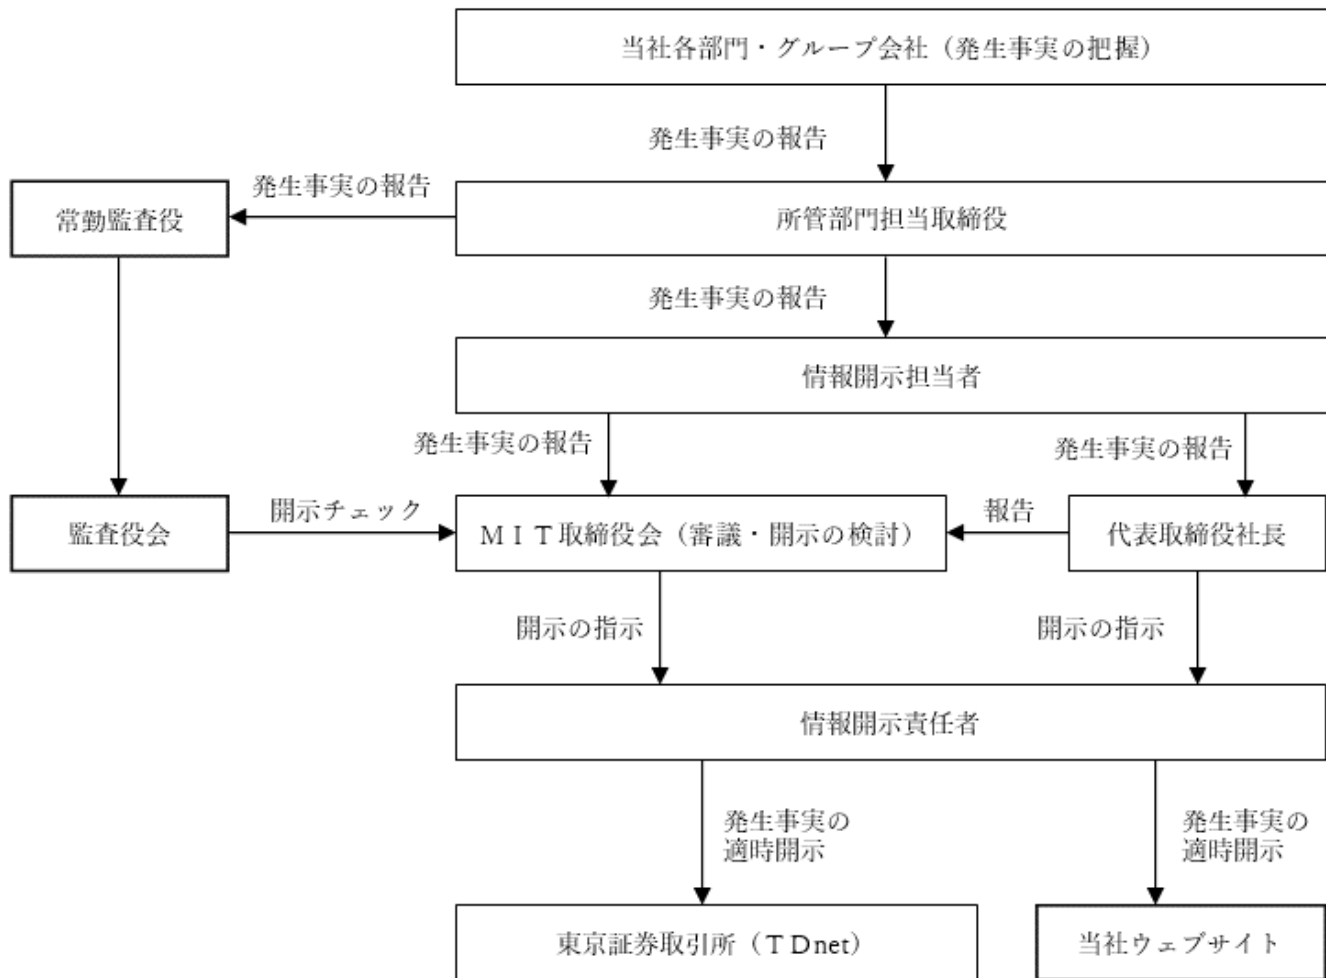 当社各部門・グループ会社（発生事実の把握）
発生事実の報告
発生事実の報告
常勤監査役
所管部門担当取締役
発生事実の報告
情報開示担当者
発生事実の報告
発生事実の報告
監査役会
開示チェック
ＭＩＴ取締役会（審議・開示の検討）
報告
代表取締役社長
開示の指示
開示の指示
情報開示責任者
発生事実の
適時開示
発生事実の
適時開示
東京証券取引所（ＴＤnet）
当社ウェブサイト